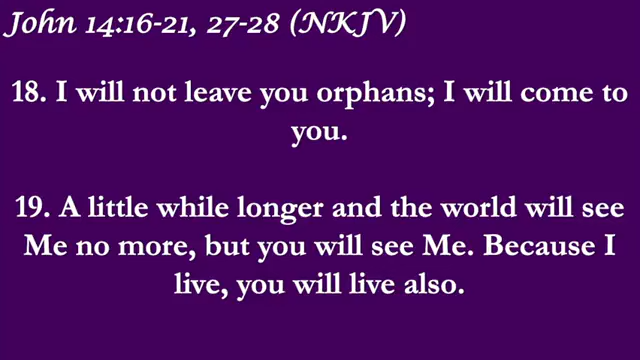 John 14:16-21, 27-28 (NKJV)
18. I will not leave you orphans; I will come to
you.
19. A little while longer and the world will see
Me no more, but you will see Me. Because I
live, you will live also.